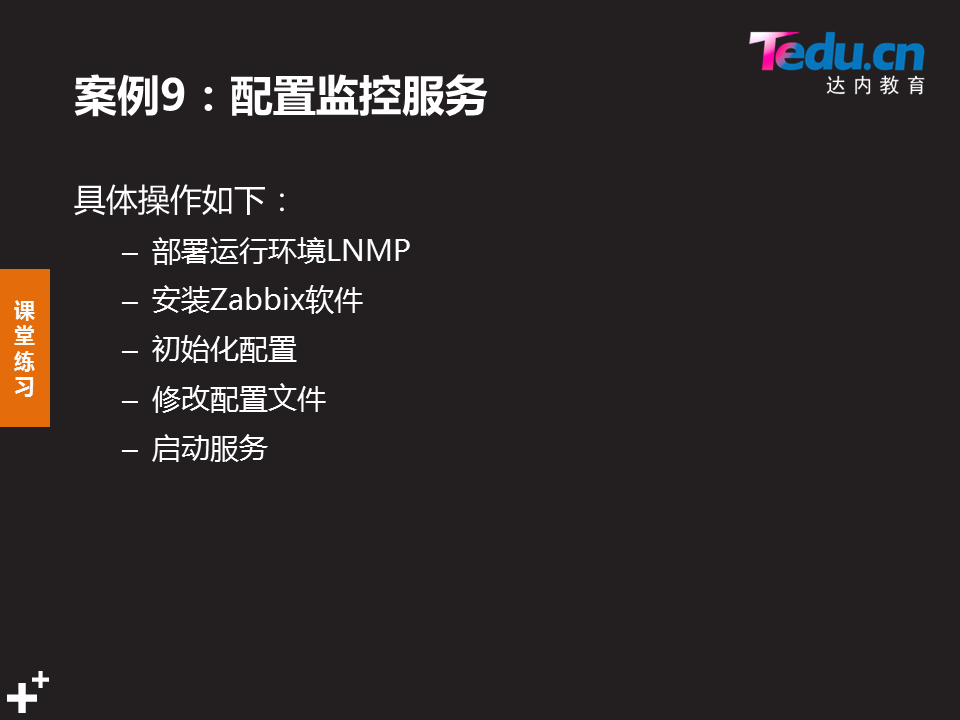 Tedu.cn
达内教育
案例9：配置监控服务
具体操作如下：
– 部署运行环境LNMP
– 安装Zabbix软件
– 初始化配置
– 修改配置文件
– 启动服务
课堂练习